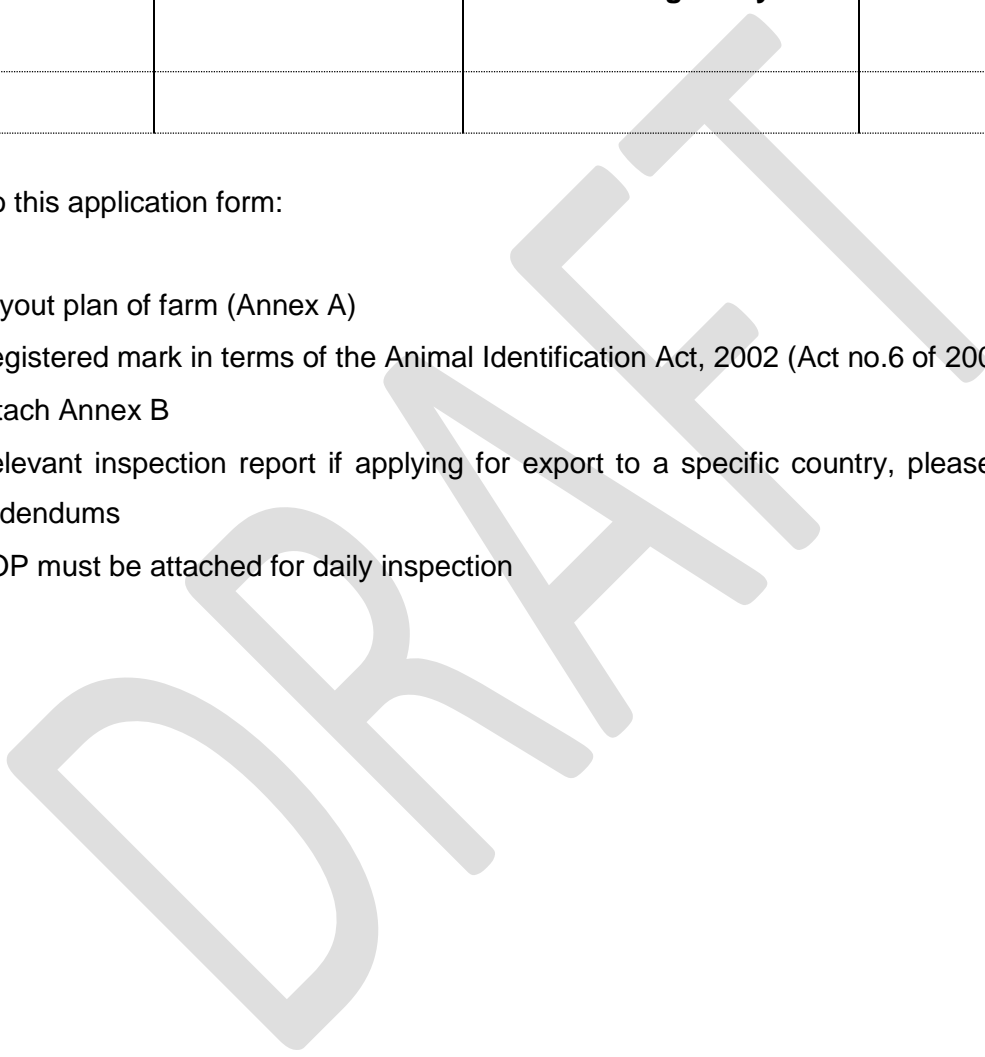 o this application form:
yout plan of farm (Annex A)
egistered mark in terms of the Animal Identification Act, 2002 (Act no.6 of 200
tach Annex B
elevant inspection report if applying for export to a specific country, please
dendums
OP must be attached for daily inspection
DRAFT